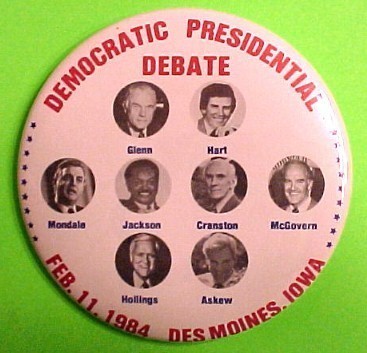 DEMOCRATIC PRESIDENTIAL
DEBATE
Glenn Hart
Mondale Jackson Cranston McGovern
Hollings Askew
FEB. 11, 1984 DES MOINES, IOWA